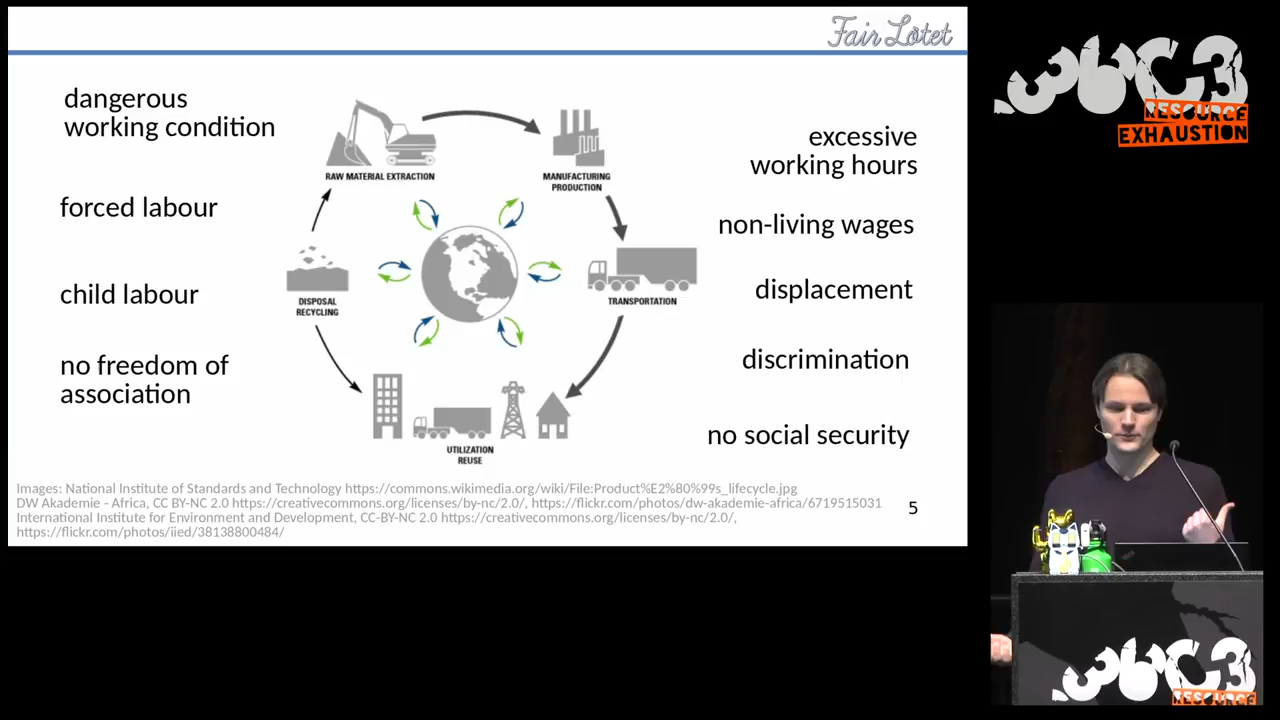 Fair Lötet
dangerous
working condition
forced labour
child labour
no freedom of
association
RAW MATERIAL EXTRACTION
MANUFACTURING
PRODUCTION
TRANSPORTATION
UTILIZATION
REUSE
DISPOSAL
RECYCLING
excessive
working hours
non-living wages
displacement
discrimination
no social security
Images: National Institute of Standards and Technology https://commons.wikimedia.org/wiki/File:Product%E2%80%99s_lifecycle.jpg
DW Akademie - Africa, CC BY-NC 2.0 https://creativecommons.org/licenses/by-nc/2.0/, https://flickr.com/photos/dw-akademie-africa/6719515031
International Institute for Environment and Development, CC-BY-NC 2.0 https://creativecommons.org/licenses/by-nc/2.0/,
https://flickr.com/photos/iied/38138800484/
5
36C3
RESOURCE
EXHAUSTION
36C3
RESOURCE